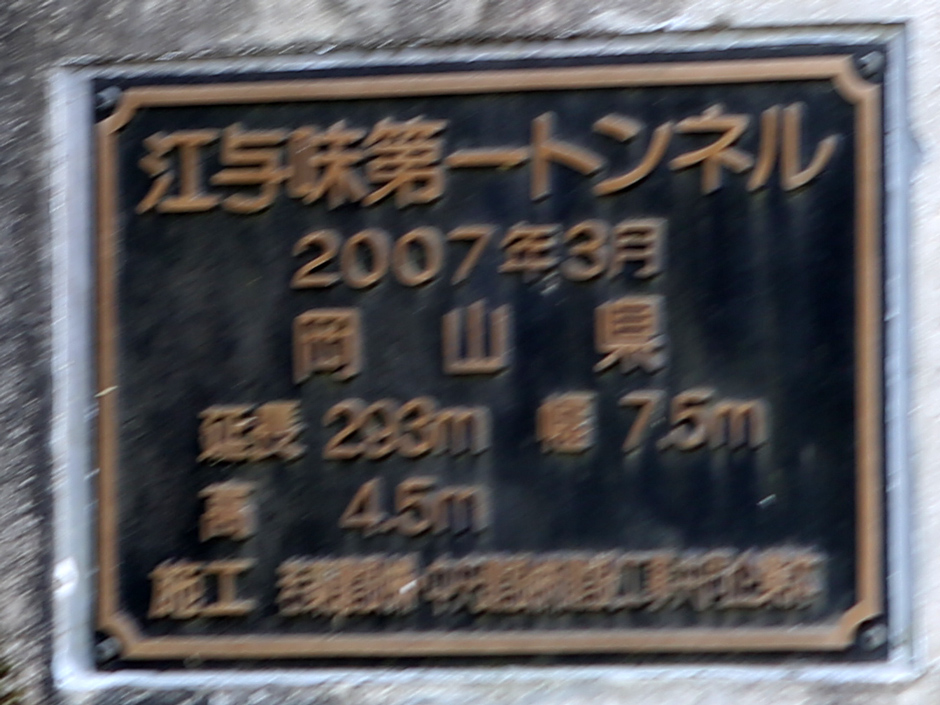 江与味第一トンネル
2007年3月
岡山県
延長 293m 幅 7.5m
高 4.5m
施工